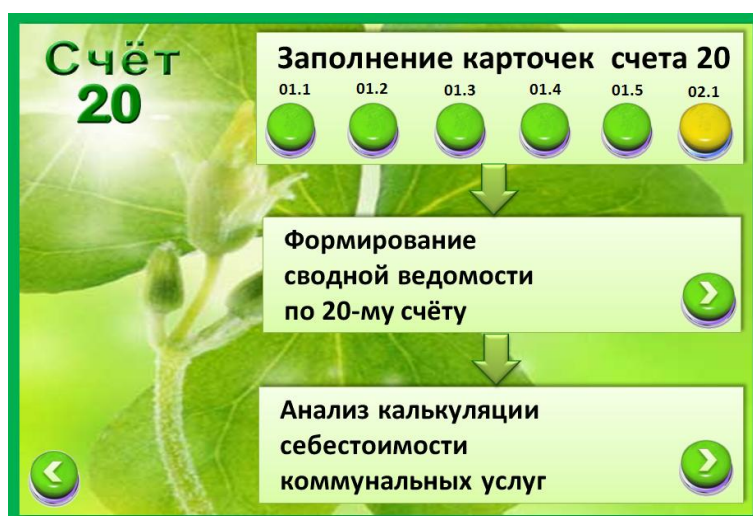 Счёт
20
Заполнение карточек счета 20
01.1 01.2 01.3 01.4 01.5 02.1
Формирование
сводной ведомости
по 20-му счёту
Анализ калькуляции
себестоимости
коммунальных услуг